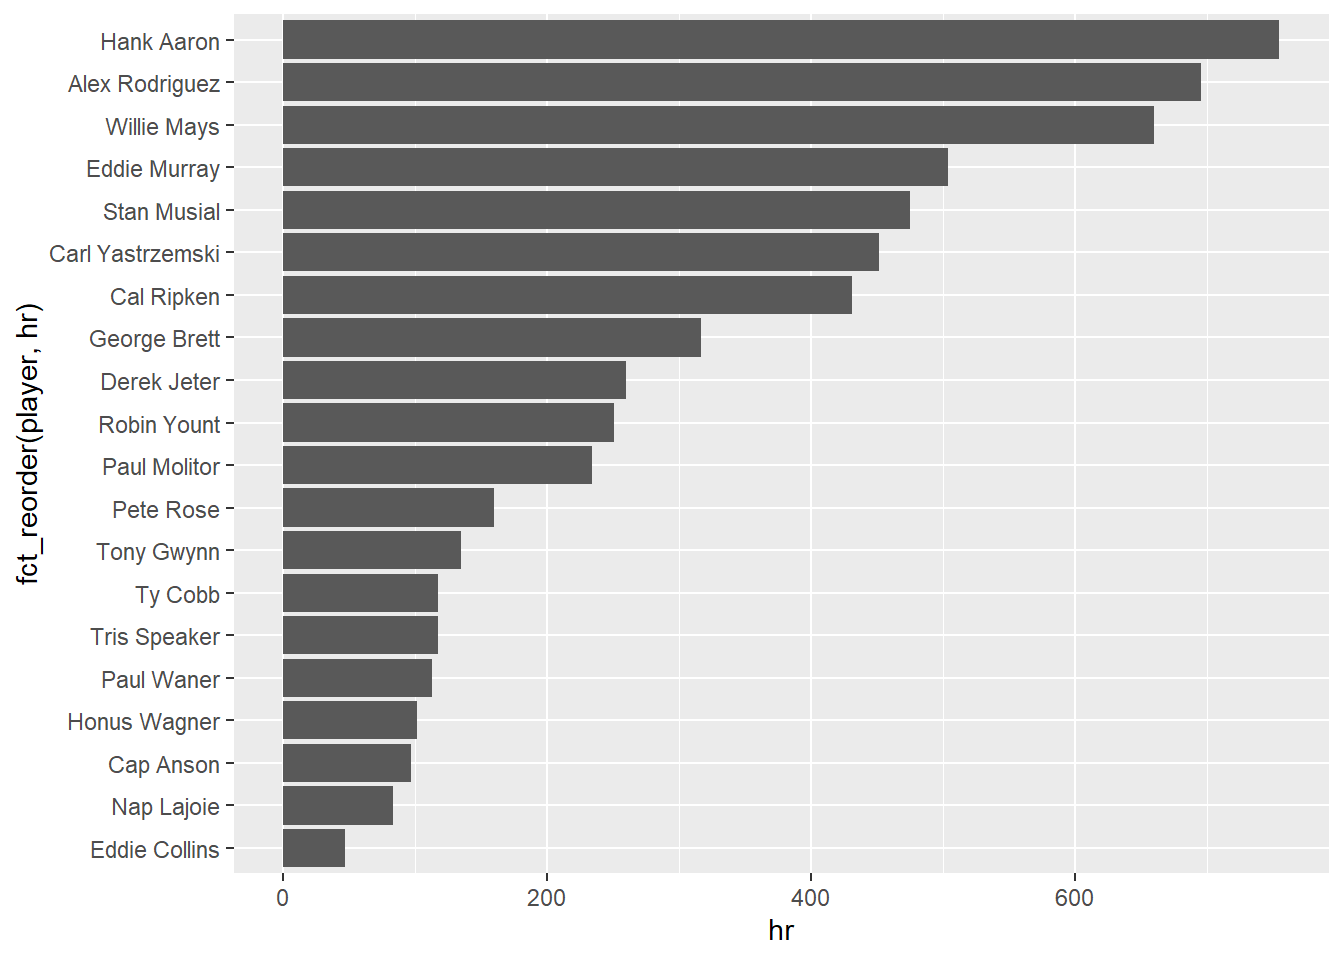 Hank Aaron
Alex Rodriguez
Willie Mays
Eddie Murray
Stan Musial
Carl Yastrzemski
Cal Ripken
George Brett
Derek Jeter
Robin Yount
Paul Molitor
Pete Rose
Tony Gwynn
Ty Cobb
Tris Speaker
Paul Waner
Honus Wagner
Cap Anson
Nap Lajoie
Eddie Collins
fct_reorder(player, hr)
0 200 400 600
hr